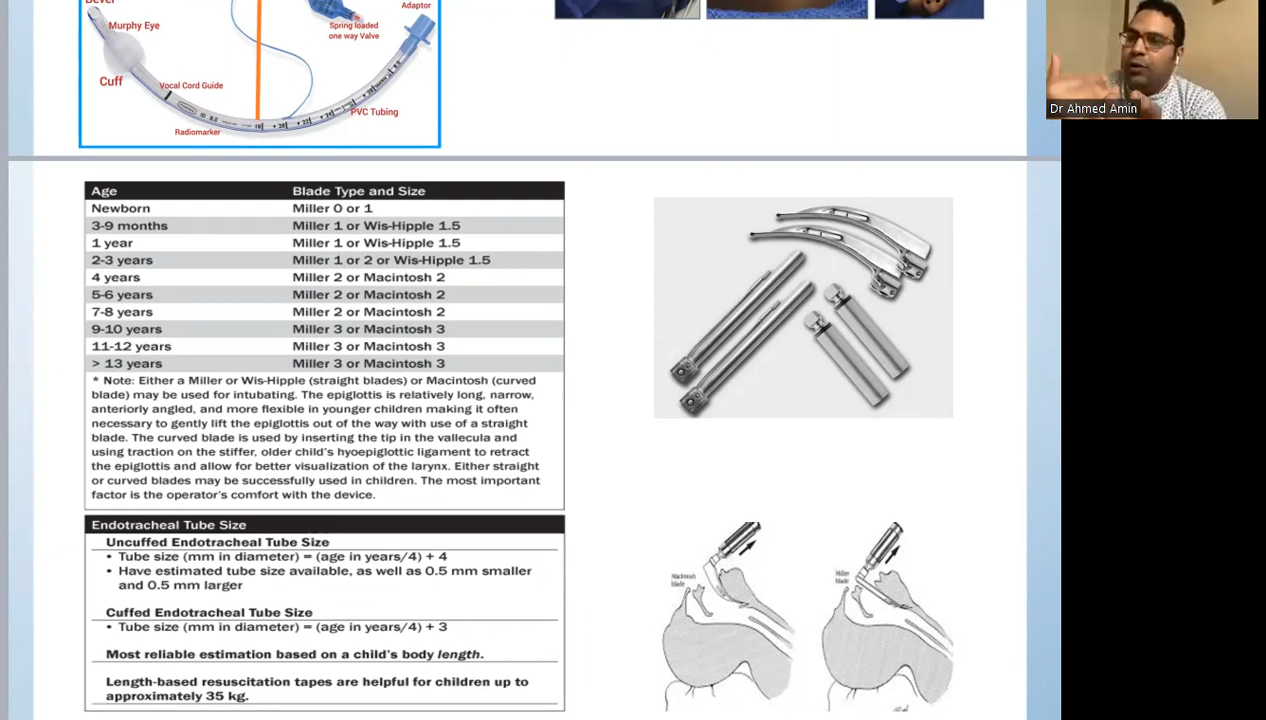 Bevel
Adaptor
Murphy Eye
Spring loaded
one way Valve
Cuff
Vocal Cord Guide
PVC Tubing
Radiomarker
ID 8.0
18
20
22
24
Dr Ahmed Amin
Age Blade Type and Size
Newborn Miller 0 or 1
3-9 months Miller 1 or Wis-Hipple 1.5
1 year Miller 1 or Wis-Hipple 1.5
2-3 years Miller 1 or 2 or Wis-Hipple 1.5
4 years Miller 2 or Macintosh 2
5-6 years Miller 2 or Macintosh 2
7-8 years Miller 2 or Macintosh 2
9-10 years Miller 3 or Macintosh 3
11-12 years Miller 3 or Macintosh 3
> 13 years Miller 3 or Macintosh 3
* Note: Either a Miller or Wis-Hipple (straight blades) or Macintosh (curved
blade) may be used for intubating. The epiglottis is relatively long, narrow,
anteriorly angled, and more flexible in younger children making it often
necessary to gently lift the epiglottis out of the way with use of a straight
blade. The curved blade is used by inserting the tip in the vallecula and
using traction on the stiffer, older child's hyoepiglottic ligament to retract
the epiglottis and allow for better visualization of the larynx. Either straight
or curved blades may be successfully used in children. The most important
factor is the operator's comfort with the device.
Endotracheal Tube Size
Uncuffed Endotracheal Tube Size
• Tube size (mm in diameter) = (age in years/4) + 4
• Have estimated tube size available, as well as 0.5 mm smaller
and 0.5 mm larger
Cuffed Endotracheal Tube Size
• Tube size (mm in diameter) = (age in years/4) + 3
Most reliable estimation based on a child's body length.
Length-based resuscitation tapes are helpful for children up to
approximately 35 kg.
Macintosh
blade
Miller
blade